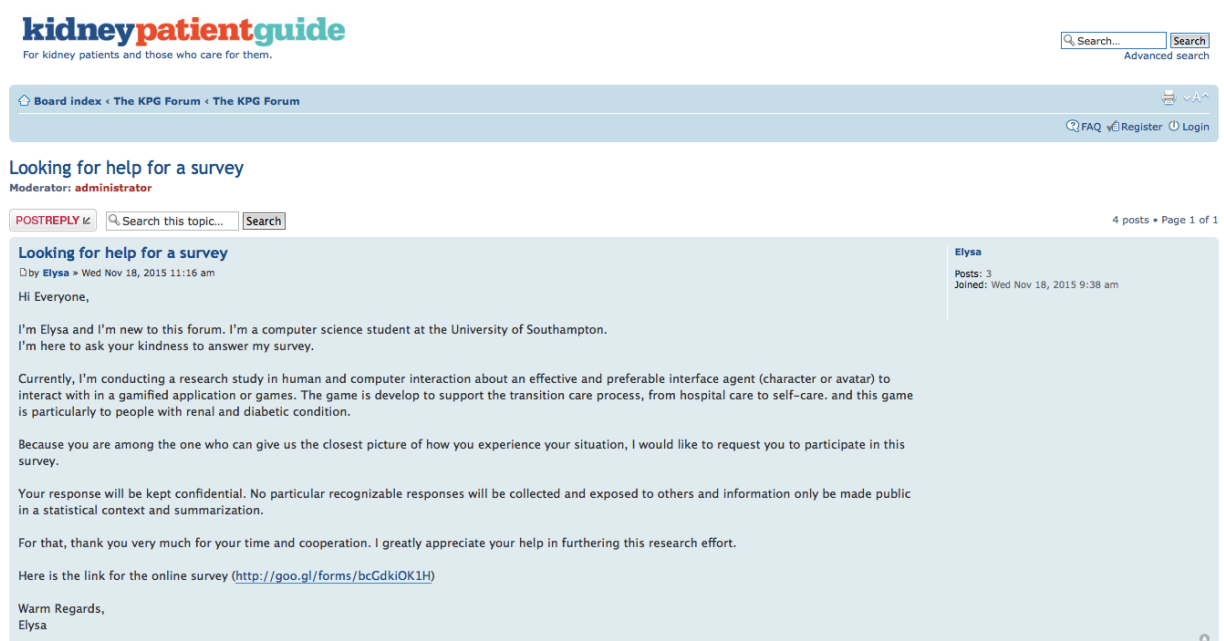 kidneypatientguide
For kidney patients and those who care for them.
Search...
Search
Advanced search
Board index ‹ The KPG Forum ‹ The KPG Forum
A
FAQ Register Login
Looking for help for a survey
Moderator: administrator
POSTREPLY Search this topic... Search
4 posts • Page 1 of 1
Looking for help for a survey
by Elysa » Wed Nov 18, 2015 11:16 am
Hi Everyone,
I'm Elysa and I'm new to this forum. I'm a computer science student at the University of Southampton.
I'm here to ask your kindness to answer my survey.
Currently, I'm conducting a research study in human and computer interaction about an effective and preferable interface agent (character or avatar) to
interact with in a gamified application or games. The game is develop to support the transition care process, from hospital care to self-care. and this game
is particularly to people with renal and diabetic condition.
Because you are among the one who can give us the closest picture of how you experience your situation, I would like to request you to participate in this
survey.
Your response will be kept confidential. No particular recognizable responses will be collected and exposed to others and information only be made public
in a statistical context and summarization.
For that, thank you very much for your time and cooperation. I greatly appreciate your help in furthering this research effort.
Here is the link for the online survey (http://goo.gl/forms/bcGdkiOK1H)
Warm Regards,
Elysa
Elysa
Posts: 3
Joined: Wed Nov 18, 2015 9:38 am